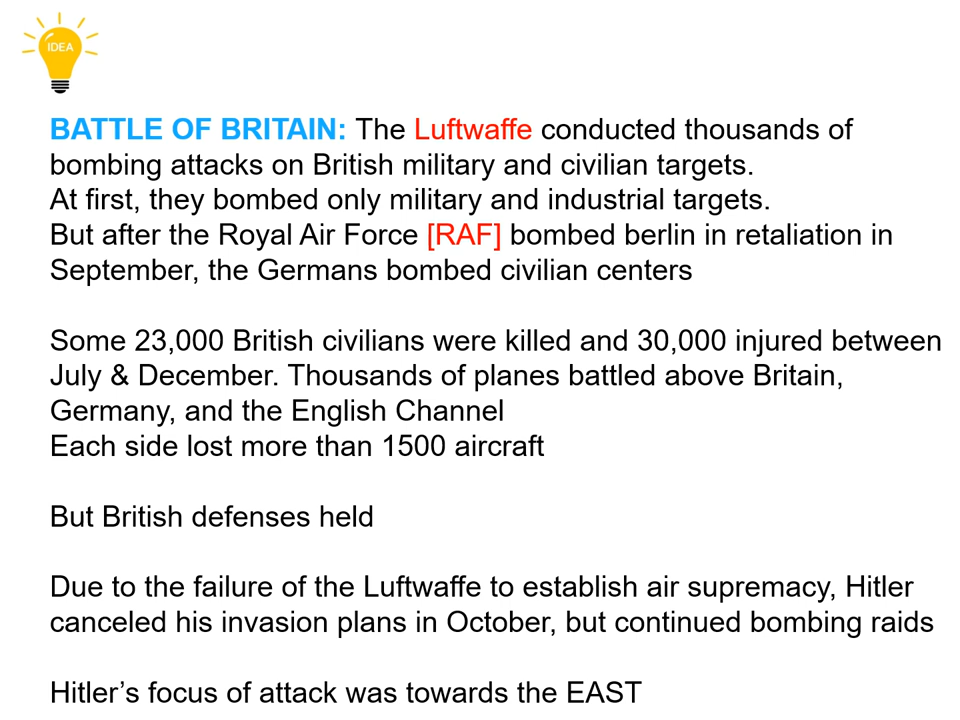 IDEA
BATTLE OF BRITAIN: The Luftwaffe conducted thousands of
bombing attacks on British military and civilian targets.
At first, they bombed only military and industrial targets.
But after the Royal Air Force [RAF] bombed berlin in retaliation in
September, the Germans bombed civilian centers
Some 23,000 British civilians were killed and 30,000 injured between
July & December. Thousands of planes battled above Britain,
Germany, and the English Channel
Each side lost more than 1500 aircraft
But British defenses held
Due to the failure of the Luftwaffe to establish air supremacy, Hitler
canceled his invasion plans in October, but continued bombing raids
Hitler’s focus of attack was towards the EAST